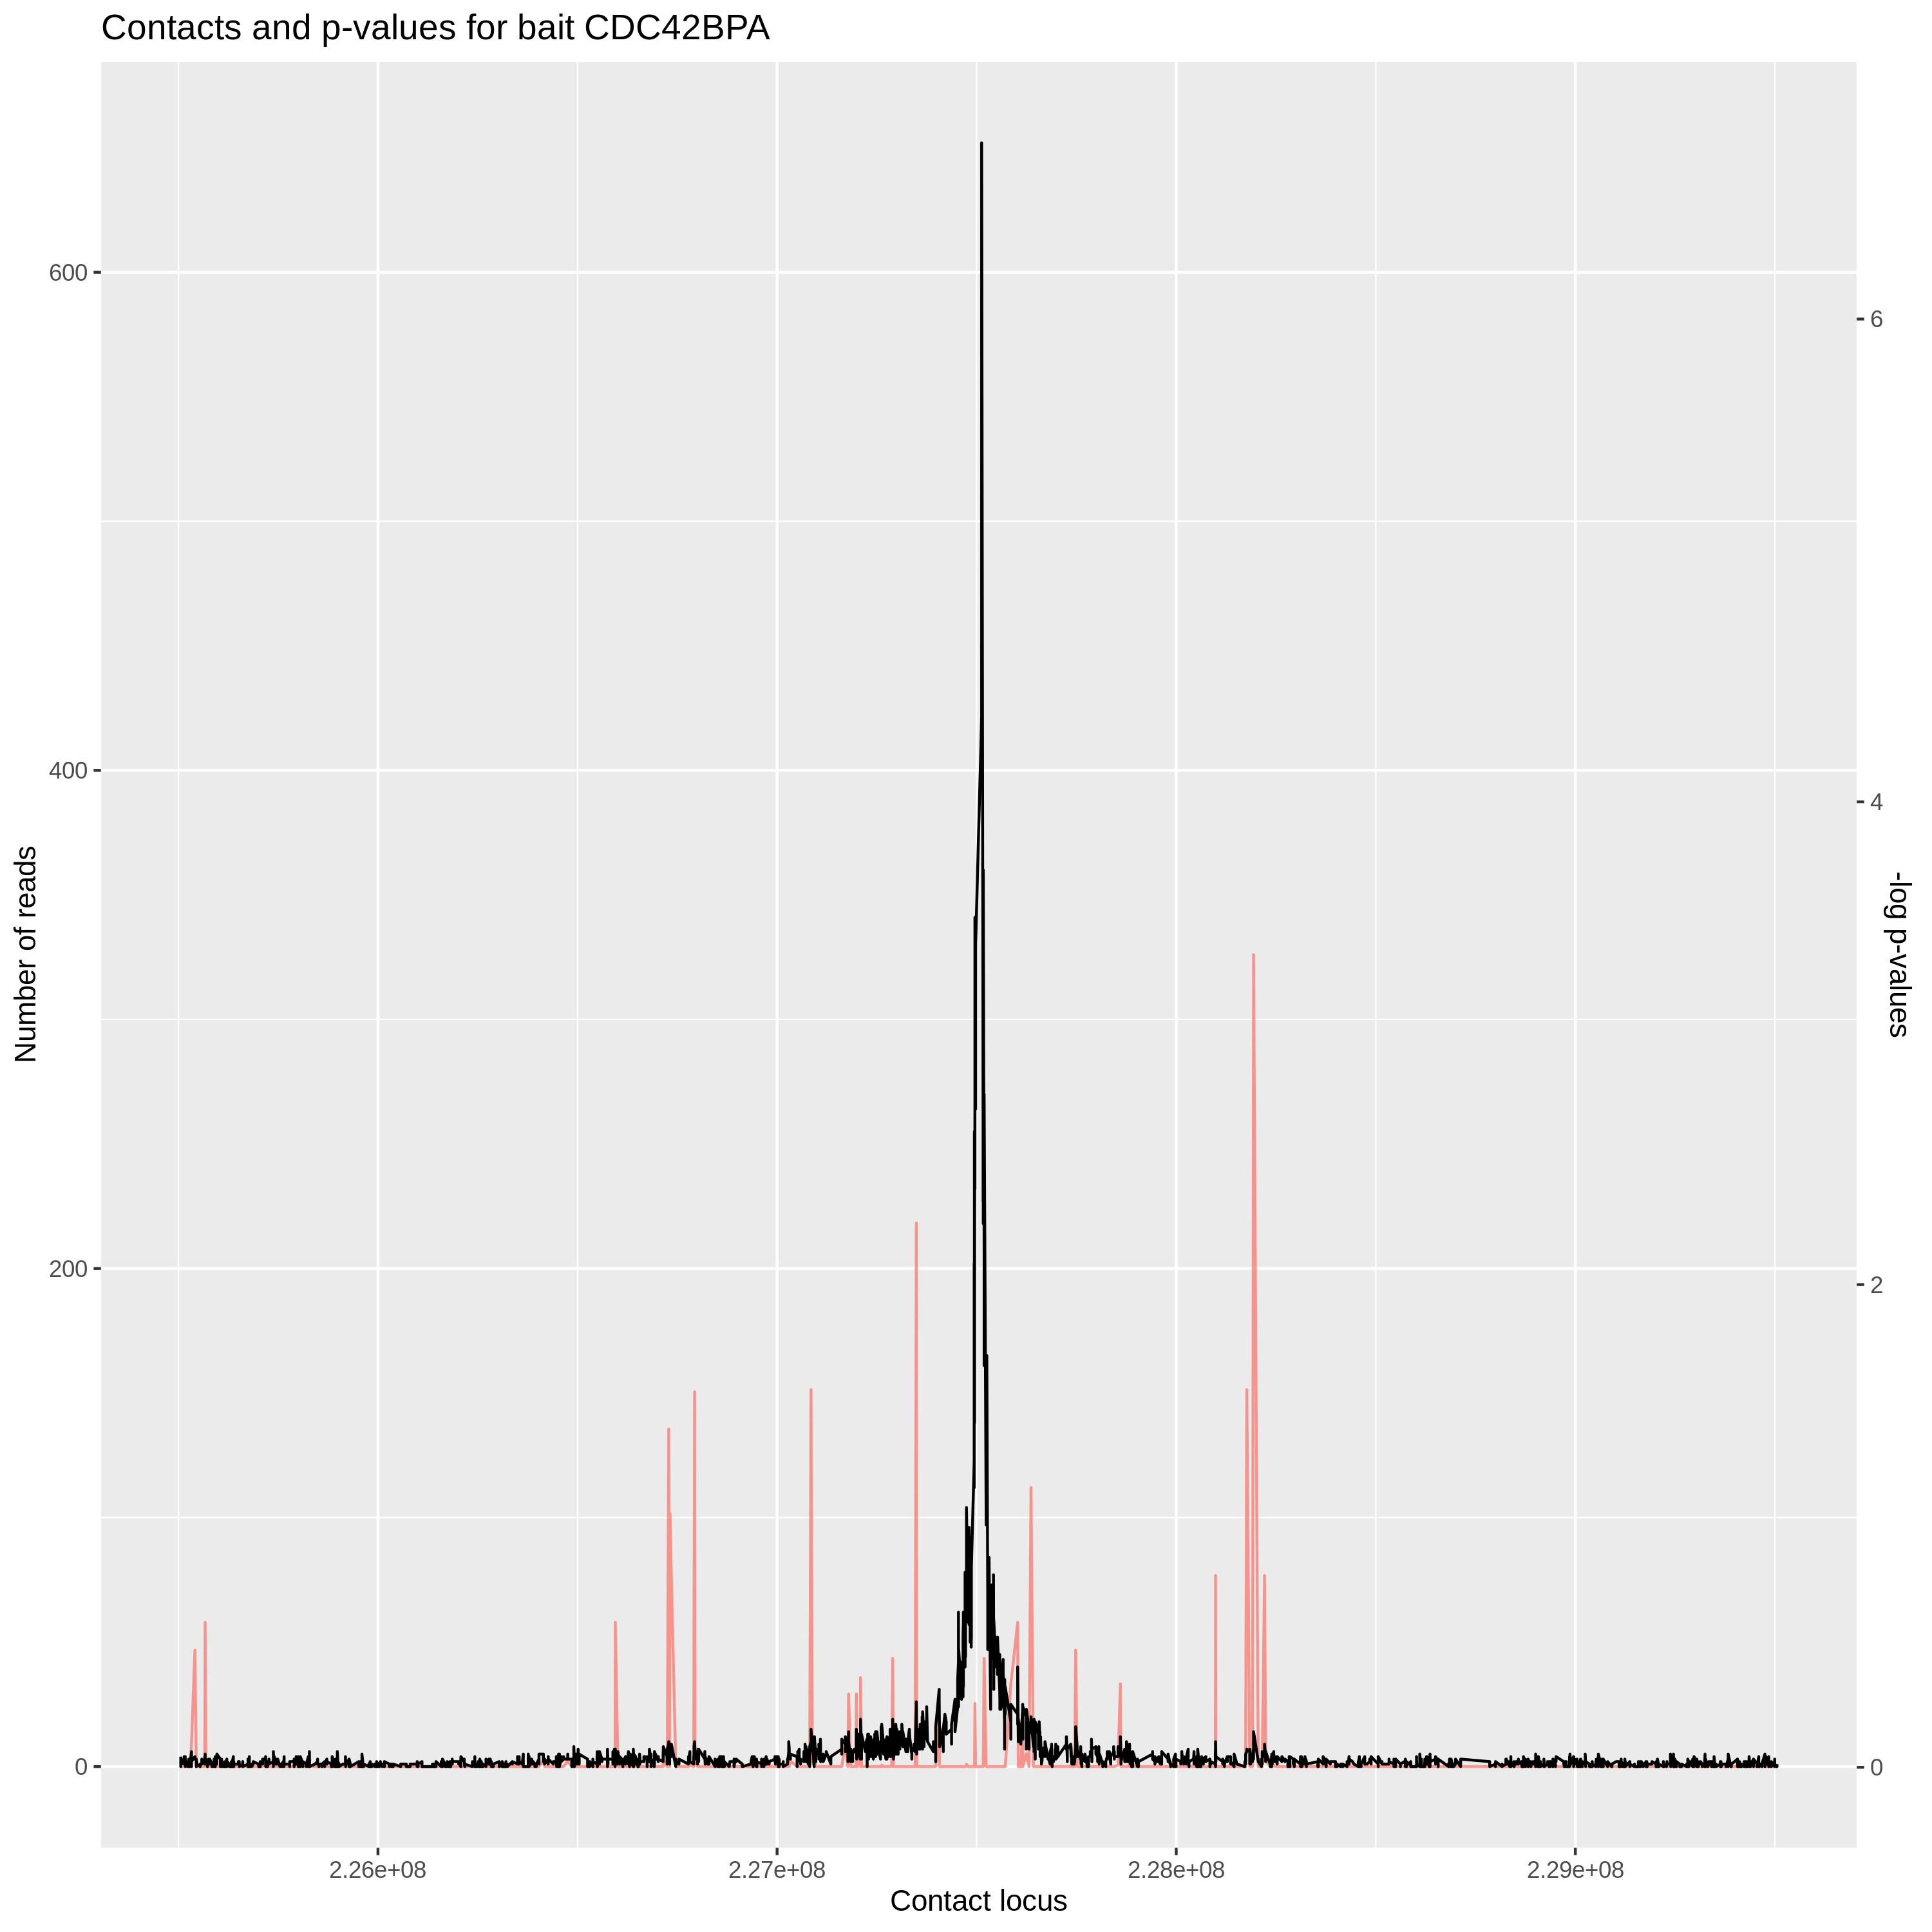 Contacts and p-values for bait CDC42BPA
600
400
200
0
6
4
2
0
Number of reads
-log p-values
2.26e+08
2.27e+08
2.28e+08
2.29e+08
Contact locus